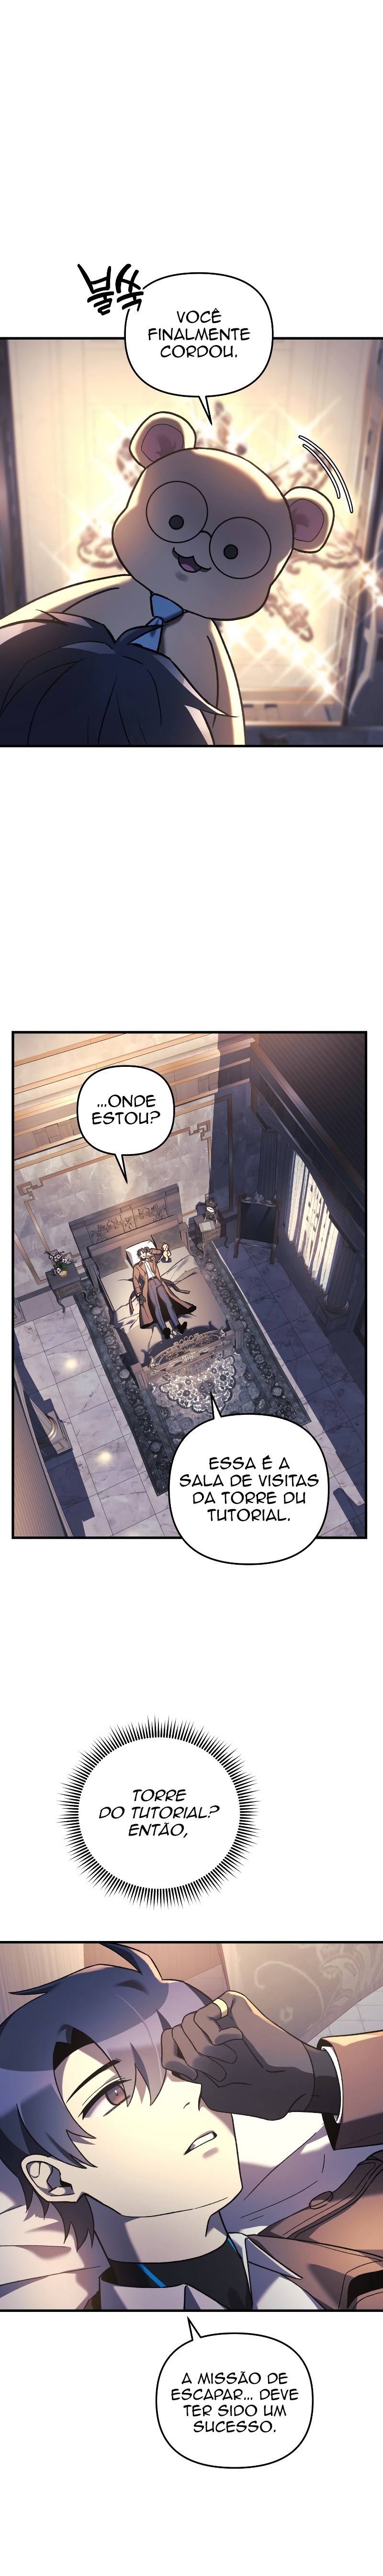 불쑥
VOCÊ
FINALMENTE
CORDOU.
...ONDE
ESTOU?
ESSA É A
SALA DE VISITAS
DA TORRE DU
TUTORIAL.
TORRE
DO TUTORIAL?
ENTÃO,
A MISSÃO DE
ESCAPAR... DEVE
TER SIDO UM
SUCESSO.